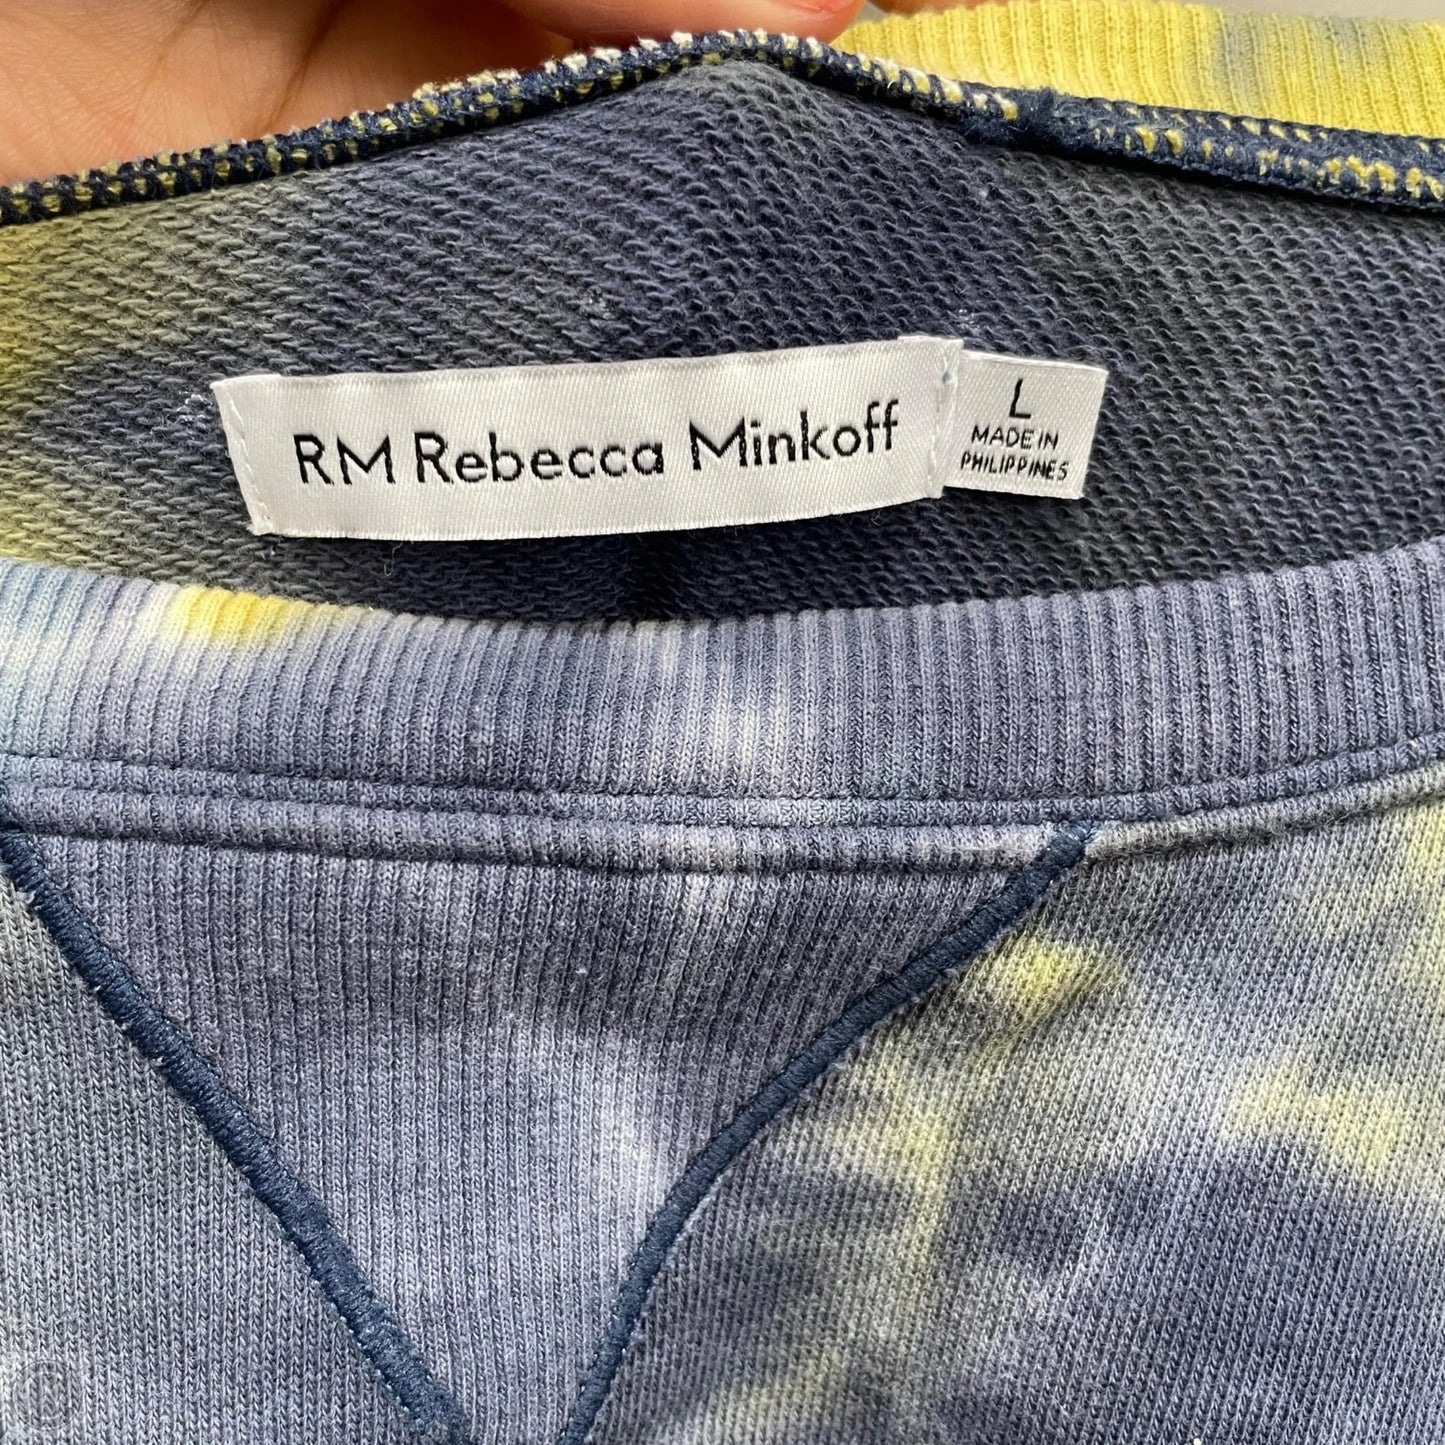 RM Rebecca Minkoff
L
MADE IN
PHILIPPINES